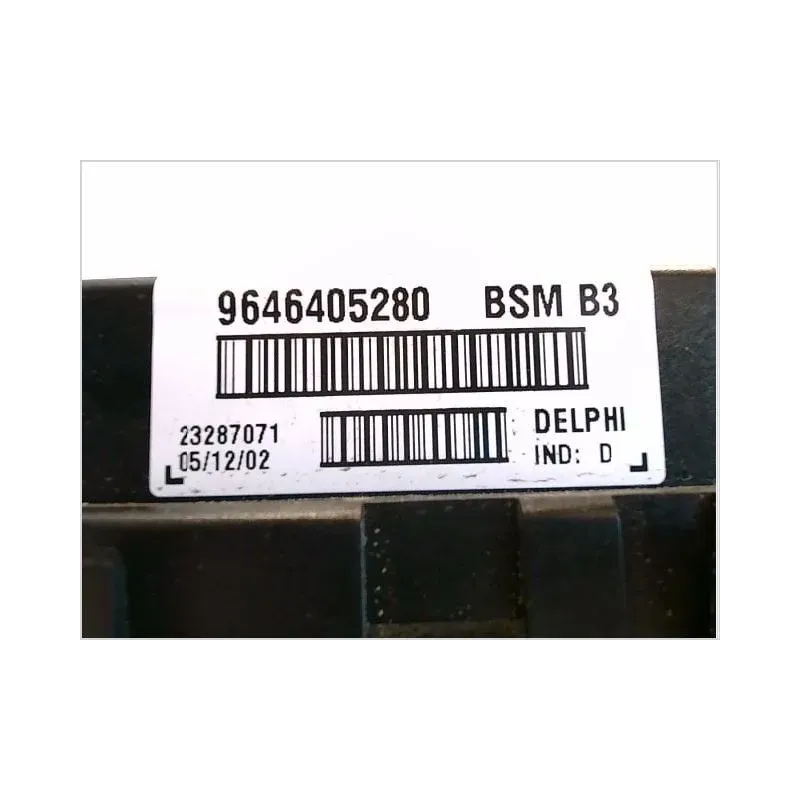 9646405280 BSM B3
23287071 DELPHI
05/12/02 IND: D